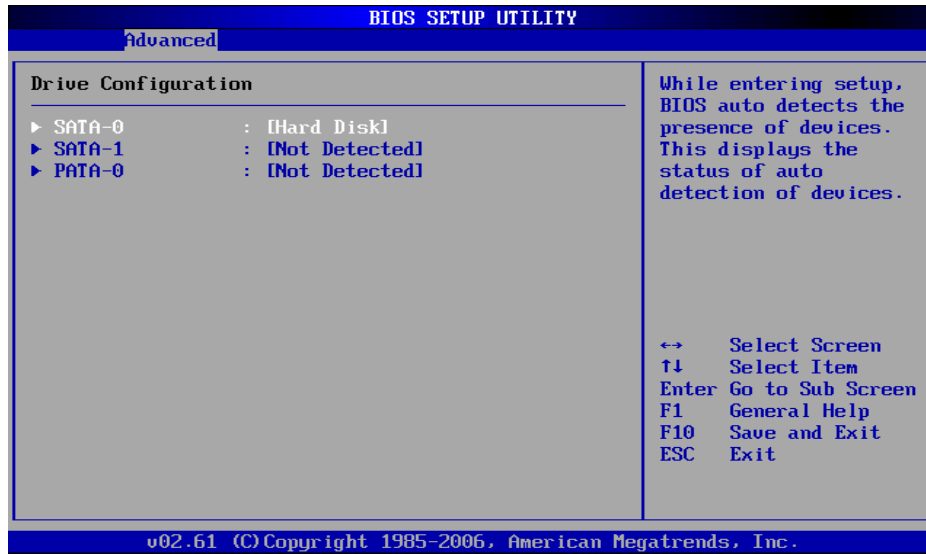 BIOS SETUP UTILITY
Advanced
Drive Configuration
► SATA-0 : [Hard Disk]
► SATA-1 : [Not Detected]
► PATA-0 : [Not Detected]
While entering setup,
BIOS auto detects the
presence of devices.
This displays the
status of auto
detection of devices.
↔ Select Screen
↑↓ Select Item
Enter Go to Sub Screen
F1 General Help
F10 Save and Exit
ESC Exit
v02.61 (C)Copyright 1985-2006, American Megatrends, Inc.